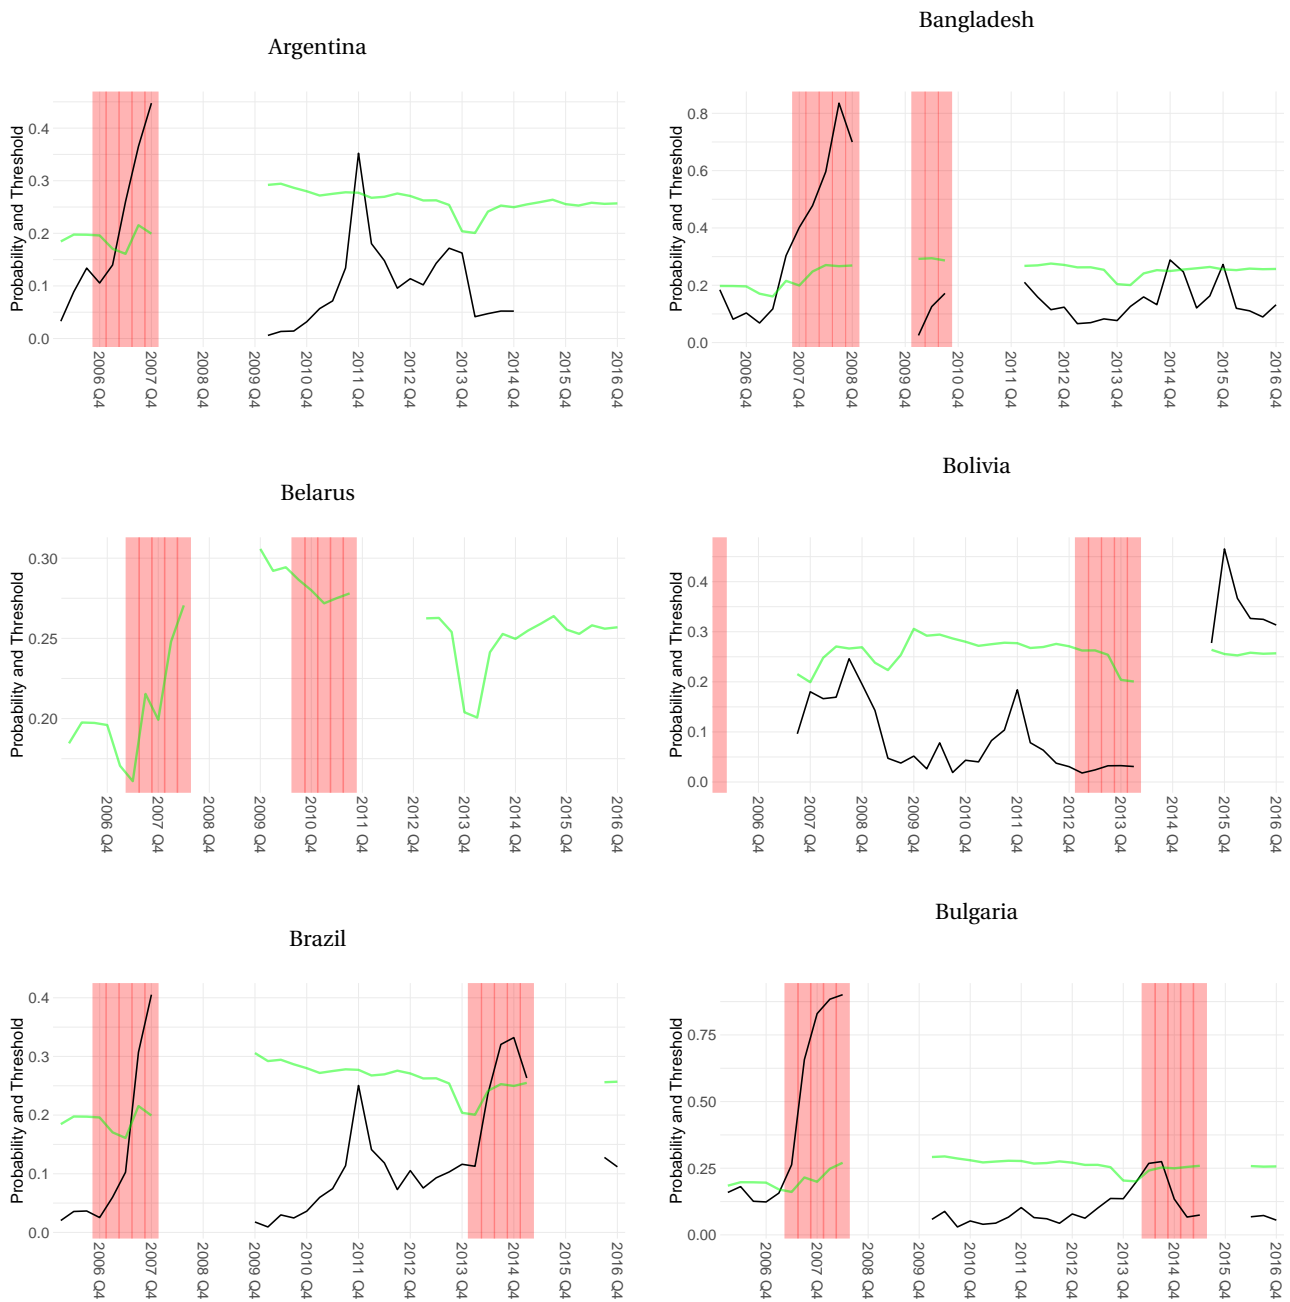 Argentina
Probability and Threshold
0.4
0.3
0.2
0.1
0.0
2006 Q4
2007 Q4
2008 Q4
2009 Q4
2011 Q4
2012 Q4
2013 Q4
2014 Q4
2015 Q4
2016 Q4
Bangladesh
Probability and Threshold
0.8
0.6
0.4
0.2
0.0
2006 Q4
2007 Q4
2008 Q4
2009 Q4
2010 Q4
2011 Q4
2012 Q4
2013 Q4
2014 Q4
2015 Q4
2016 Q4
Belarus
Probability and Threshold
0.30
0.25
0.20
2006 Q4
2007 Q4
2008 Q4
2009 Q4
2010 Q4
2011 Q4
2012 Q4
2013 Q4
2014 Q4
2015 Q4
2016 Q4
Bolivia
Probability and Threshold
0.4
0.3
0.2
0.1
0.0
2006 Q4
2007 Q4
2008 Q4
2009 Q4
2011 Q4
2012 Q4
2013 Q4
2014 Q4
2015 Q4
2016 Q4
Brazil
Probability and Threshold
0.4
0.3
0.2
0.1
0.0
2006 Q4
2007 Q4
2008 Q4
2009 Q4
2011 Q4
2012 Q4
2013 Q4
2014 Q4
2015 Q4
2016 Q4
Bulgaria
Probability and Threshold
0.75
0.50
0.25
0.00
2006 Q4
2007 Q4
2008 Q4
2009 Q4
2010 Q4
2011 Q4
2012 Q4
2013 Q4
2014 Q4
2015 Q4
2016 Q4